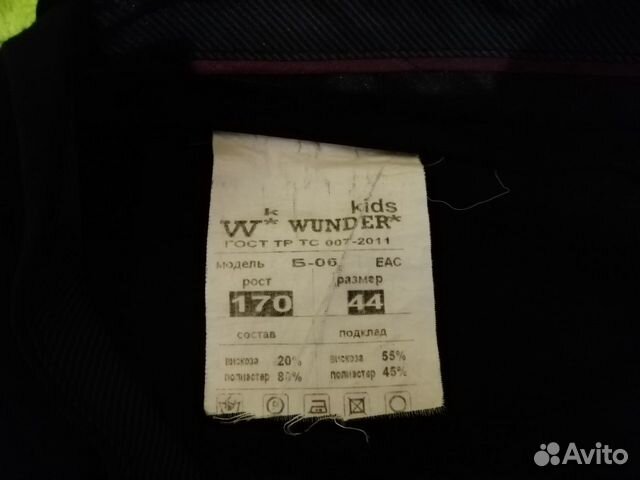 k kids
W* WUNDER*
ГОСТ ТР ТС 007-2011
модель Б-06 ЕАС
рост размер
170 44
состав подклад
вискоза 20% вискоза 55%
полиэстер 80% полиэстер 45%
P
Avito